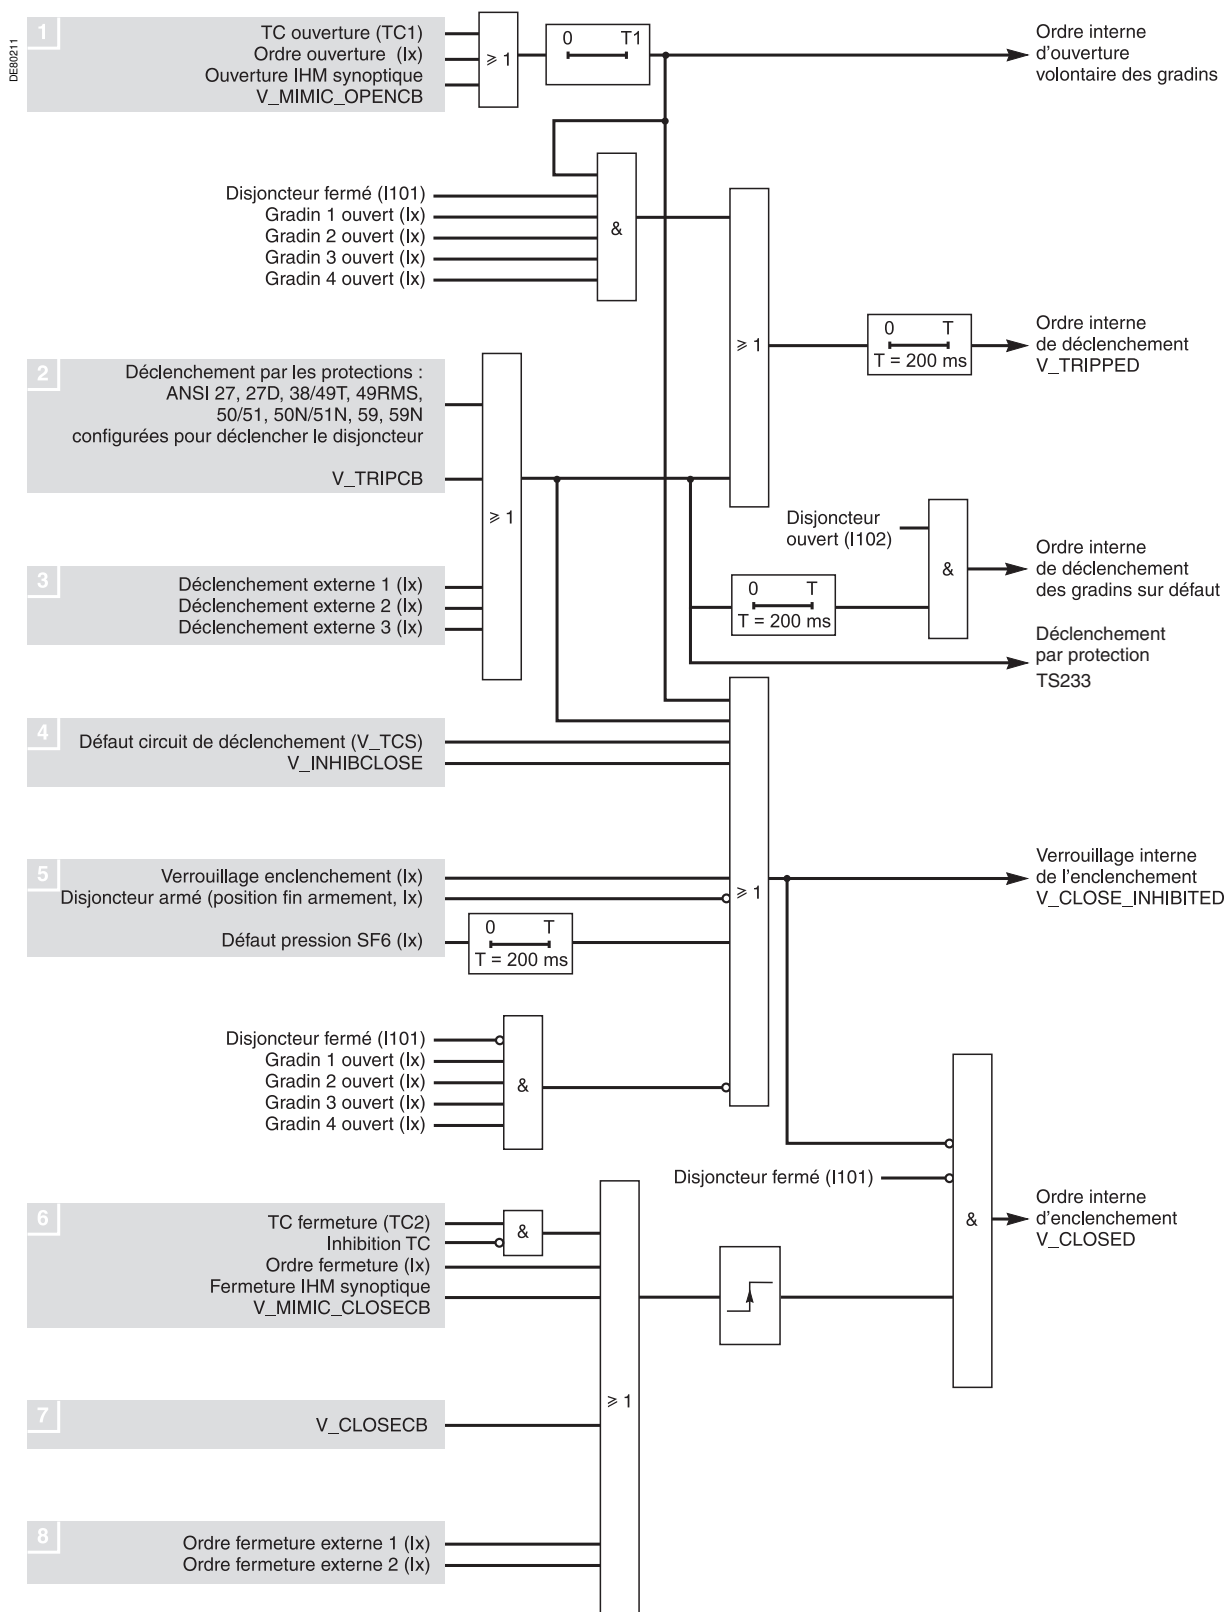 DE80211
1
TC ouverture (TC1)
Ordre ouverture (Ix)
Ouverture IHM synoptique
V_MIMIC_OPENCB
⩾ 1
0 T1
Ordre interne
d'ouverture
volontaire des gradins
Disjoncteur fermé (I101)
Gradin 1 ouvert (Ix)
Gradin 2 ouvert (Ix)
Gradin 3 ouvert (Ix)
Gradin 4 ouvert (Ix)
&
⩾ 1
0 T
T = 200 ms
Ordre interne
de déclenchement
V_TRIPPED
2
Déclenchement par les protections :
ANSI 27, 27D, 38/49T, 49RMS,
50/51, 50N/51N, 59, 59N
configurées pour déclencher le disjoncteur
V_TRIPCB
⩾ 1
Disjoncteur
ouvert (I102)
&
Ordre interne
de déclenchement
des gradins sur défaut
0 T
T = 200 ms
3
Déclenchement externe 1 (Ix)
Déclenchement externe 2 (Ix)
Déclenchement externe 3 (Ix)
Déclenchement
par protection
TS233
4
Défaut circuit de déclenchement (V_TCS)
V_INHIBCLOSE
5
Verrouillage enclenchement (Ix)
Disjoncteur armé (position fin armement, Ix)
Défaut pression SF6 (Ix)
0 T
T = 200 ms
⩾ 1
Verrouillage interne
de l'enclenchement
V_CLOSE_INHIBITED
Disjoncteur fermé (I101)
Gradin 1 ouvert (Ix)
Gradin 2 ouvert (Ix)
Gradin 3 ouvert (Ix)
Gradin 4 ouvert (Ix)
&
Disjoncteur fermé (I101)
&
Ordre interne
d'enclenchement
V_CLOSED
6
TC fermeture (TC2)
Inhibition TC
&
Ordre fermeture (Ix)
Fermeture IHM synoptique
V_MIMIC_CLOSECB
⩾ 1
7
V_CLOSECB
8
Ordre fermeture externe 1 (Ix)
Ordre fermeture externe 2 (Ix)